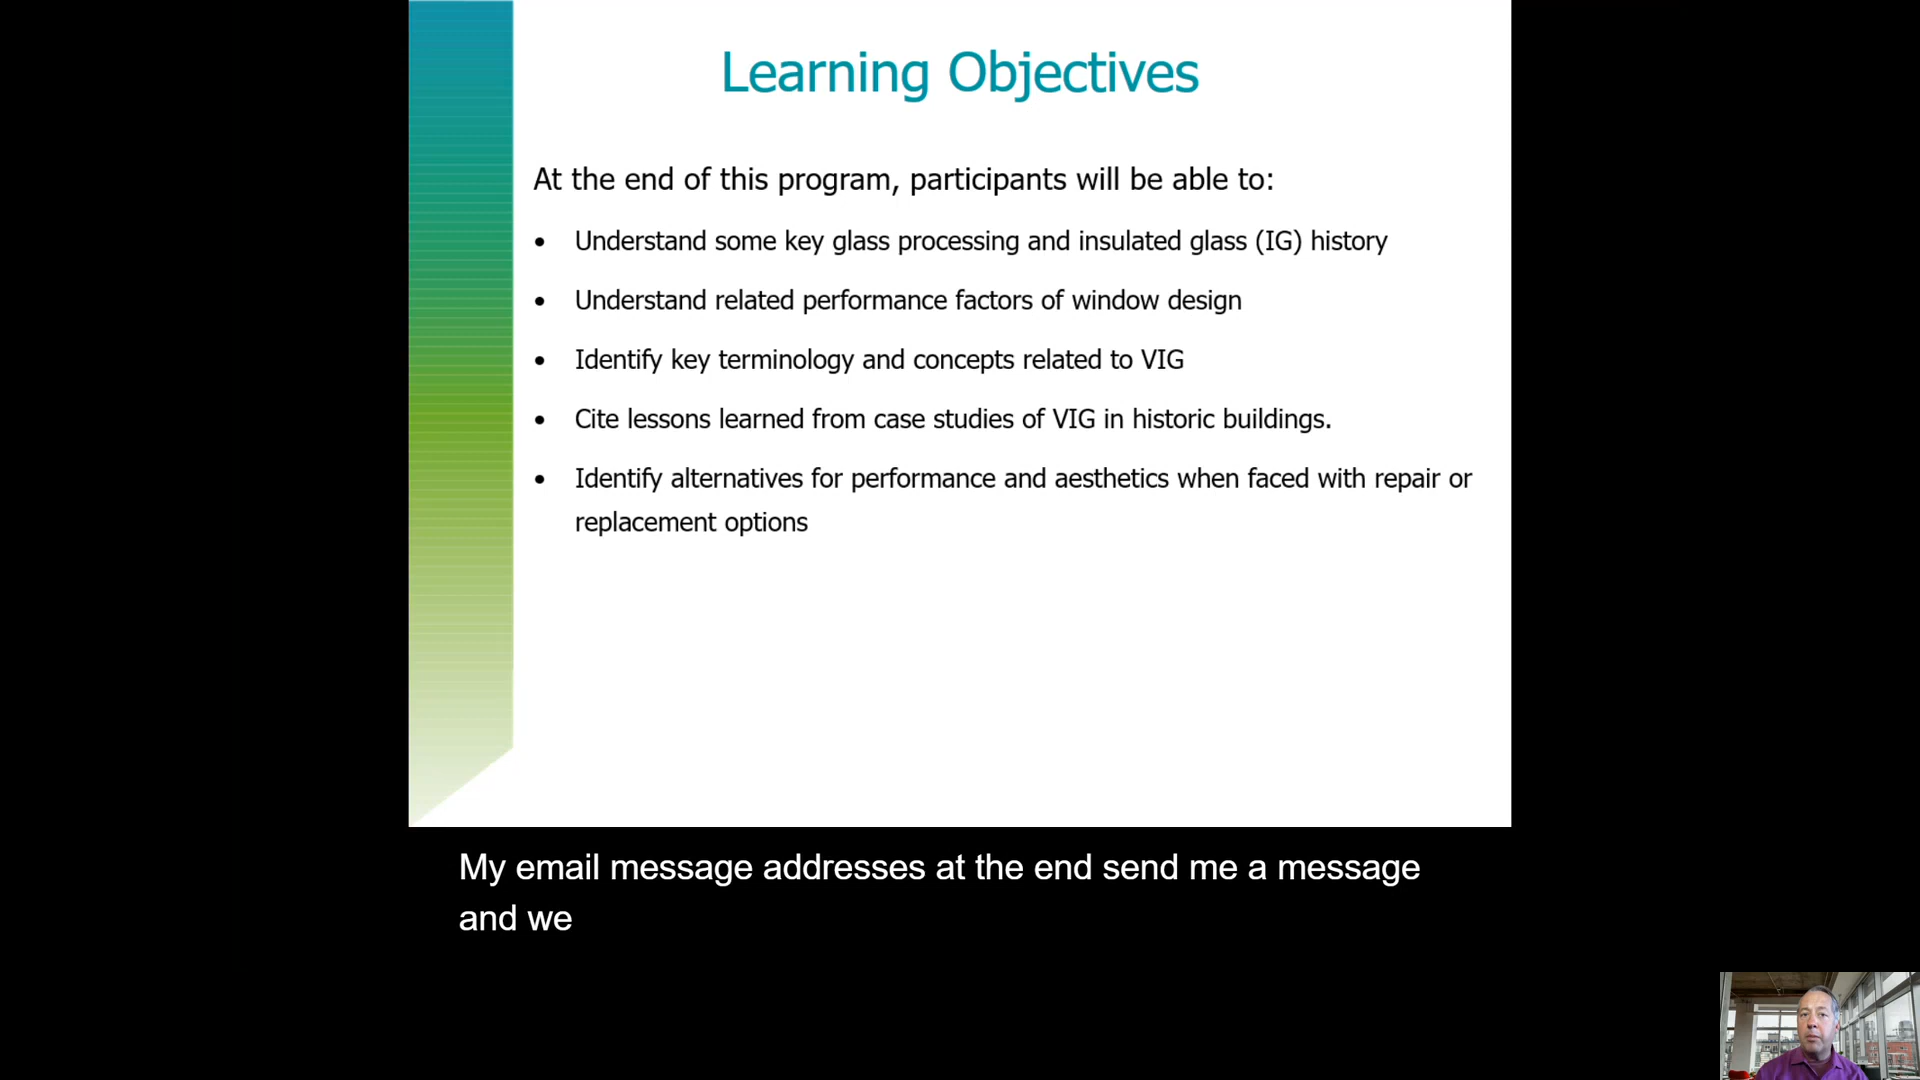 Learning Objectives
At the end of this program, participants will be able to:
• Understand some key glass processing and insulated glass (IG) history
• Understand related performance factors of window design
• Identify key terminology and concepts related to VIG
• Cite lessons learned from case studies of VIG in historic buildings.
• Identify alternatives for performance and aesthetics when faced with repair or
replacement options
My email message addresses at the end send me a message
and we